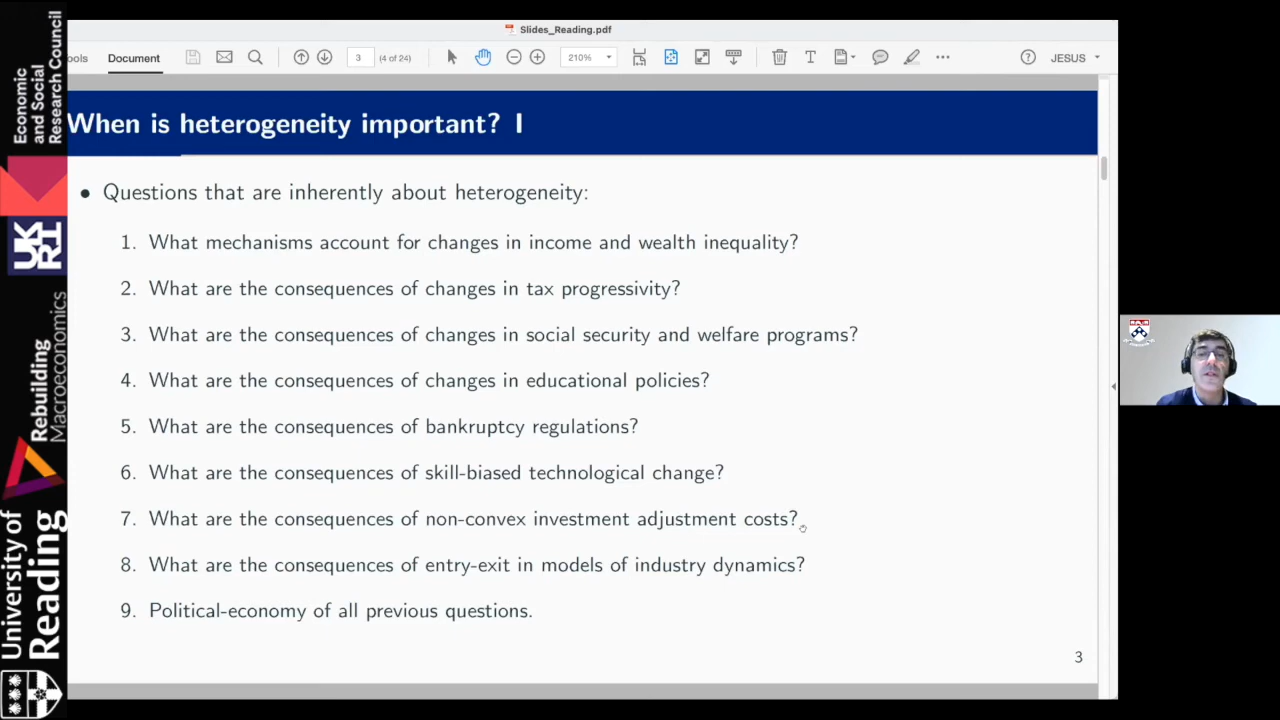 Slides_Reading.pdf
ools
Document
3
(4 of 24)
210%
JESUS
When is heterogeneity important? I
• Questions that are inherently about heterogeneity:
1. What mechanisms account for changes in income and wealth inequality?
2. What are the consequences of changes in tax progressivity?
3. What are the consequences of changes in social security and welfare programs?
4. What are the consequences of changes in educational policies?
5. What are the consequences of bankruptcy regulations?
6. What are the consequences of skill-biased technological change?
7. What are the consequences of non-convex investment adjustment costs?
8. What are the consequences of entry-exit in models of industry dynamics?
9. Political-economy of all previous questions.
3
Economic
and Social
Research Council
UK
RI
Rebuilding
Macroeconomics
University of
Reading